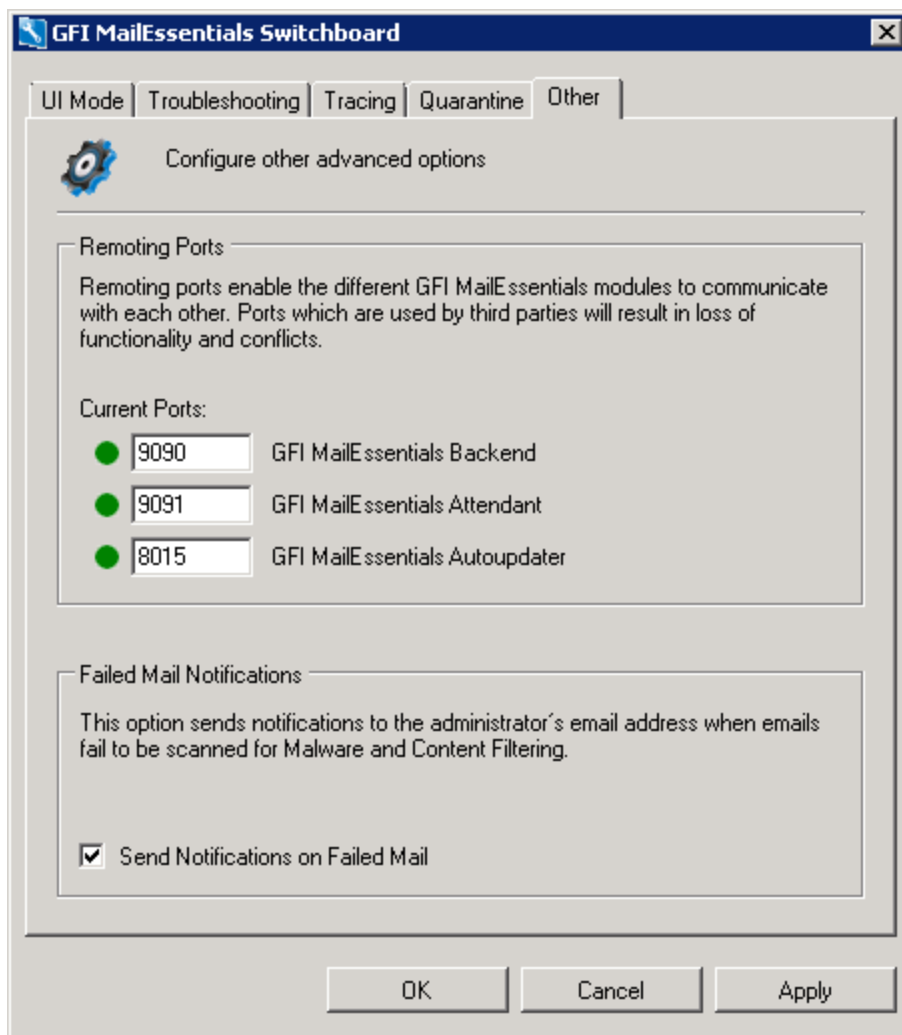 GFI MailEssentials Switchboard
UI Mode Troubleshooting Tracing Quarantine Other
Configure other advanced options
Remoting Ports
Remoting ports enable the different GFI MailEssentials modules to communicate
with each other. Ports which are used by third parties will result in loss of
functionality and conflicts.
Current Ports:
9090 GFI MailEssentials Backend
9091 GFI MailEssentials Attendant
8015 GFI MailEssentials Autoupdater
Failed Mail Notifications
This option sends notifications to the administrator´s email address when emails
fail to be scanned for Malware and Content Filtering.
Send Notifications on Failed Mail
OK Cancel Apply